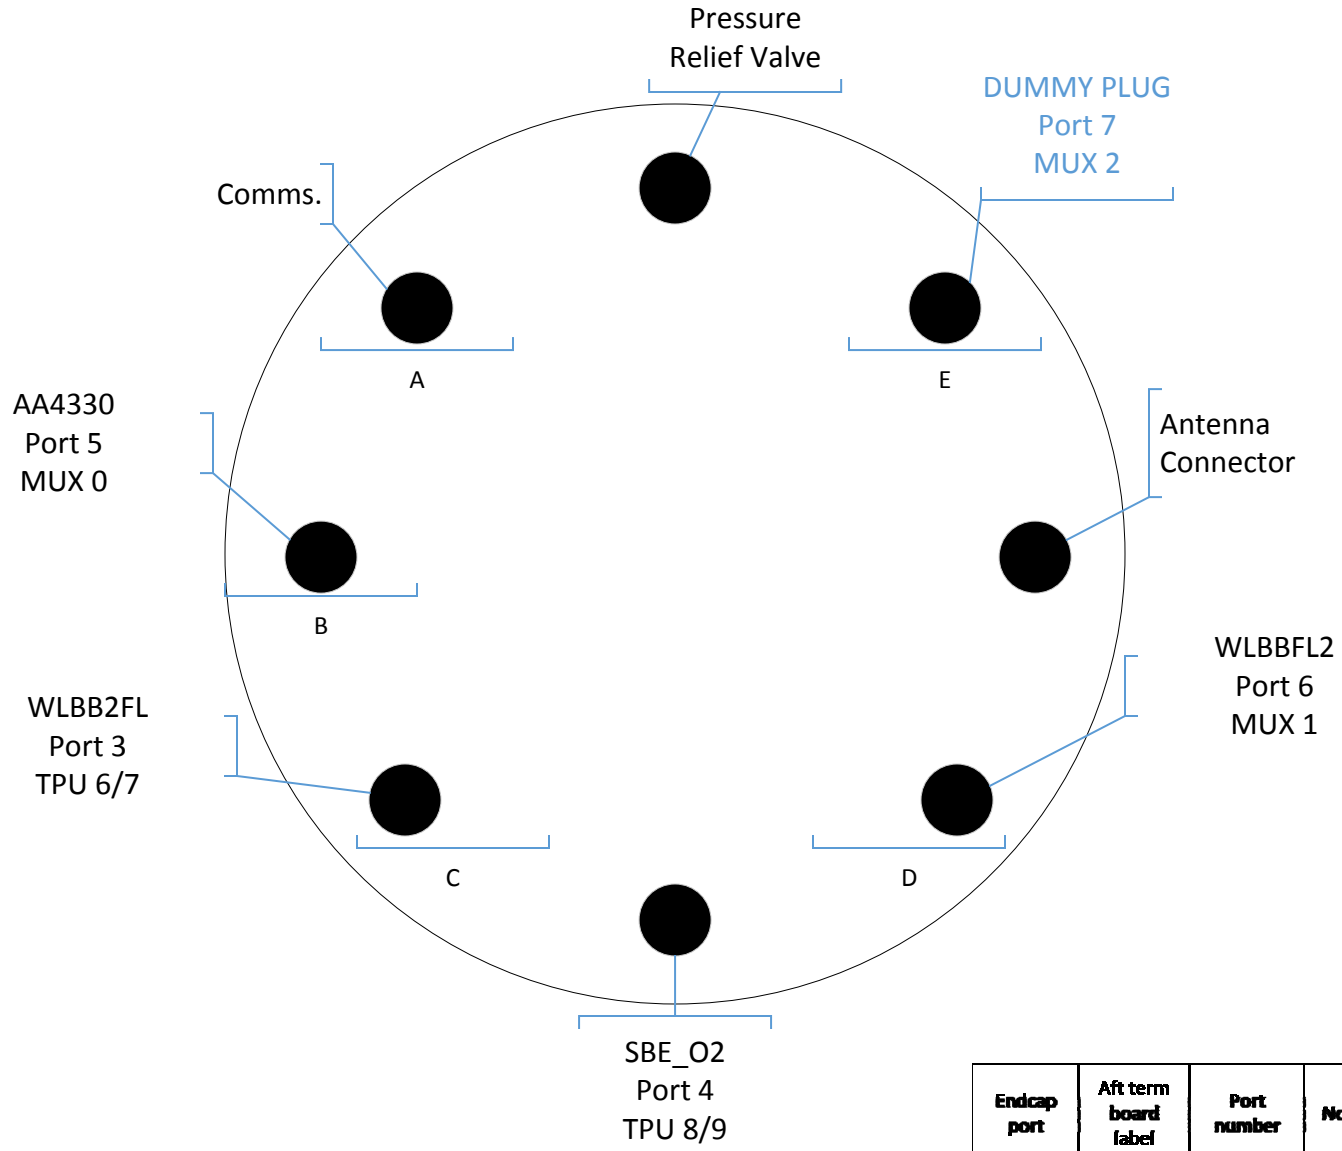 Pressure
Relief Valve
DUMMY PLUG
Port 7
MUX 2
Comms.
A
E
AA4330
Port 5
MUX 0
Antenna
Connector
B
WLBBFL2
Port 6
MUX 1
WLBB2FL
Port 3
TPU 6/7
C
D
SBE_O2
Port 4
TPU 8/9
Endcap
port
Aft term
board
label
Port
number